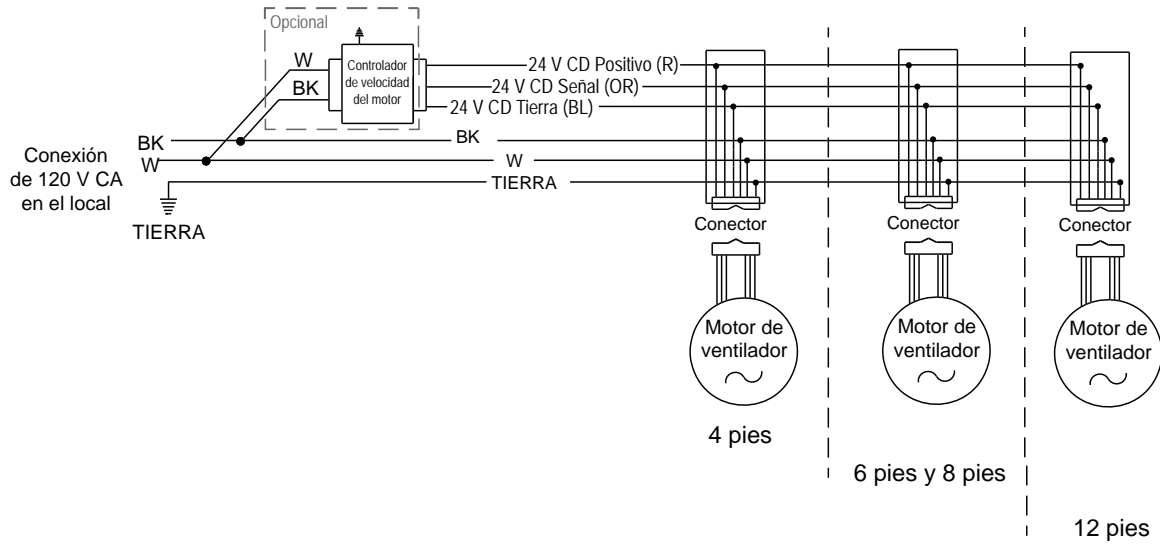 Opcional
W
BK
Controlador
de velocidad
del motor
24 V CD Positivo (R)
24 V CD Señal (OR)
24 V CD Tierra (BL)
BK
BK
W
W
TIERRA
Conexión
de 120 V CA
en el local
TIERRA
Conector
Conector
Conector
Motor de
ventilador
Motor de
ventilador
Motor de
ventilador
4 pies
6 pies y 8 pies
12 pies